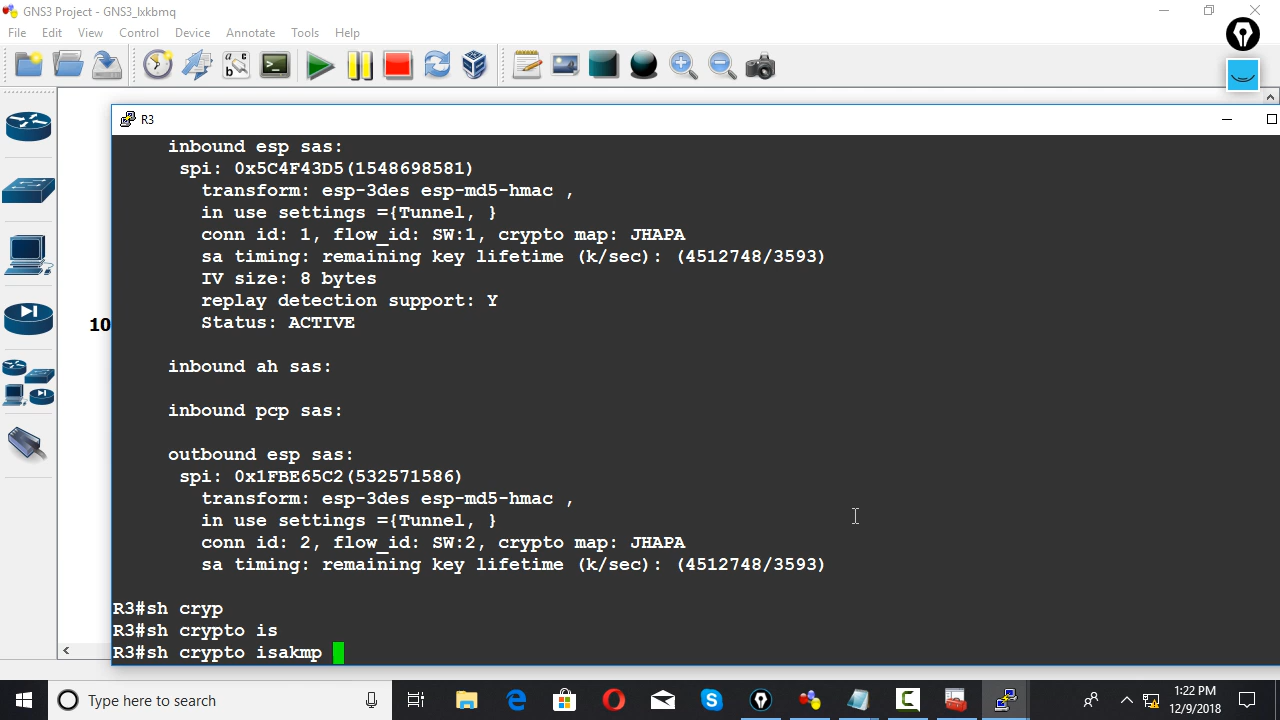 GNS3 Project - GNS3_lxkbmq
File Edit View Control Device Annotate Tools Help
R3
inbound esp sas:
spi: 0x5C4F43D5(1548698581)
transform: esp-3des esp-md5-hmac ,
in use settings ={Tunnel, }
conn id: 1, flow_id: SW:1, crypto map: JHAPA
sa timing: remaining key lifetime (k/sec): (4512748/3593)
IV size: 8 bytes
replay detection support: Y
Status: ACTIVE
10
inbound ah sas:
inbound pcp sas:
outbound esp sas:
spi: 0x1FBE65C2(532571586)
transform: esp-3des esp-md5-hmac ,
in use settings ={Tunnel, }
conn id: 2, flow_id: SW:2, crypto map: JHAPA
sa timing: remaining key lifetime (k/sec): (4512748/3593)
R3#sh cryp
R3#sh crypto is
R3#sh crypto isakmp
Type here to search
1:22 PM
12/9/2018